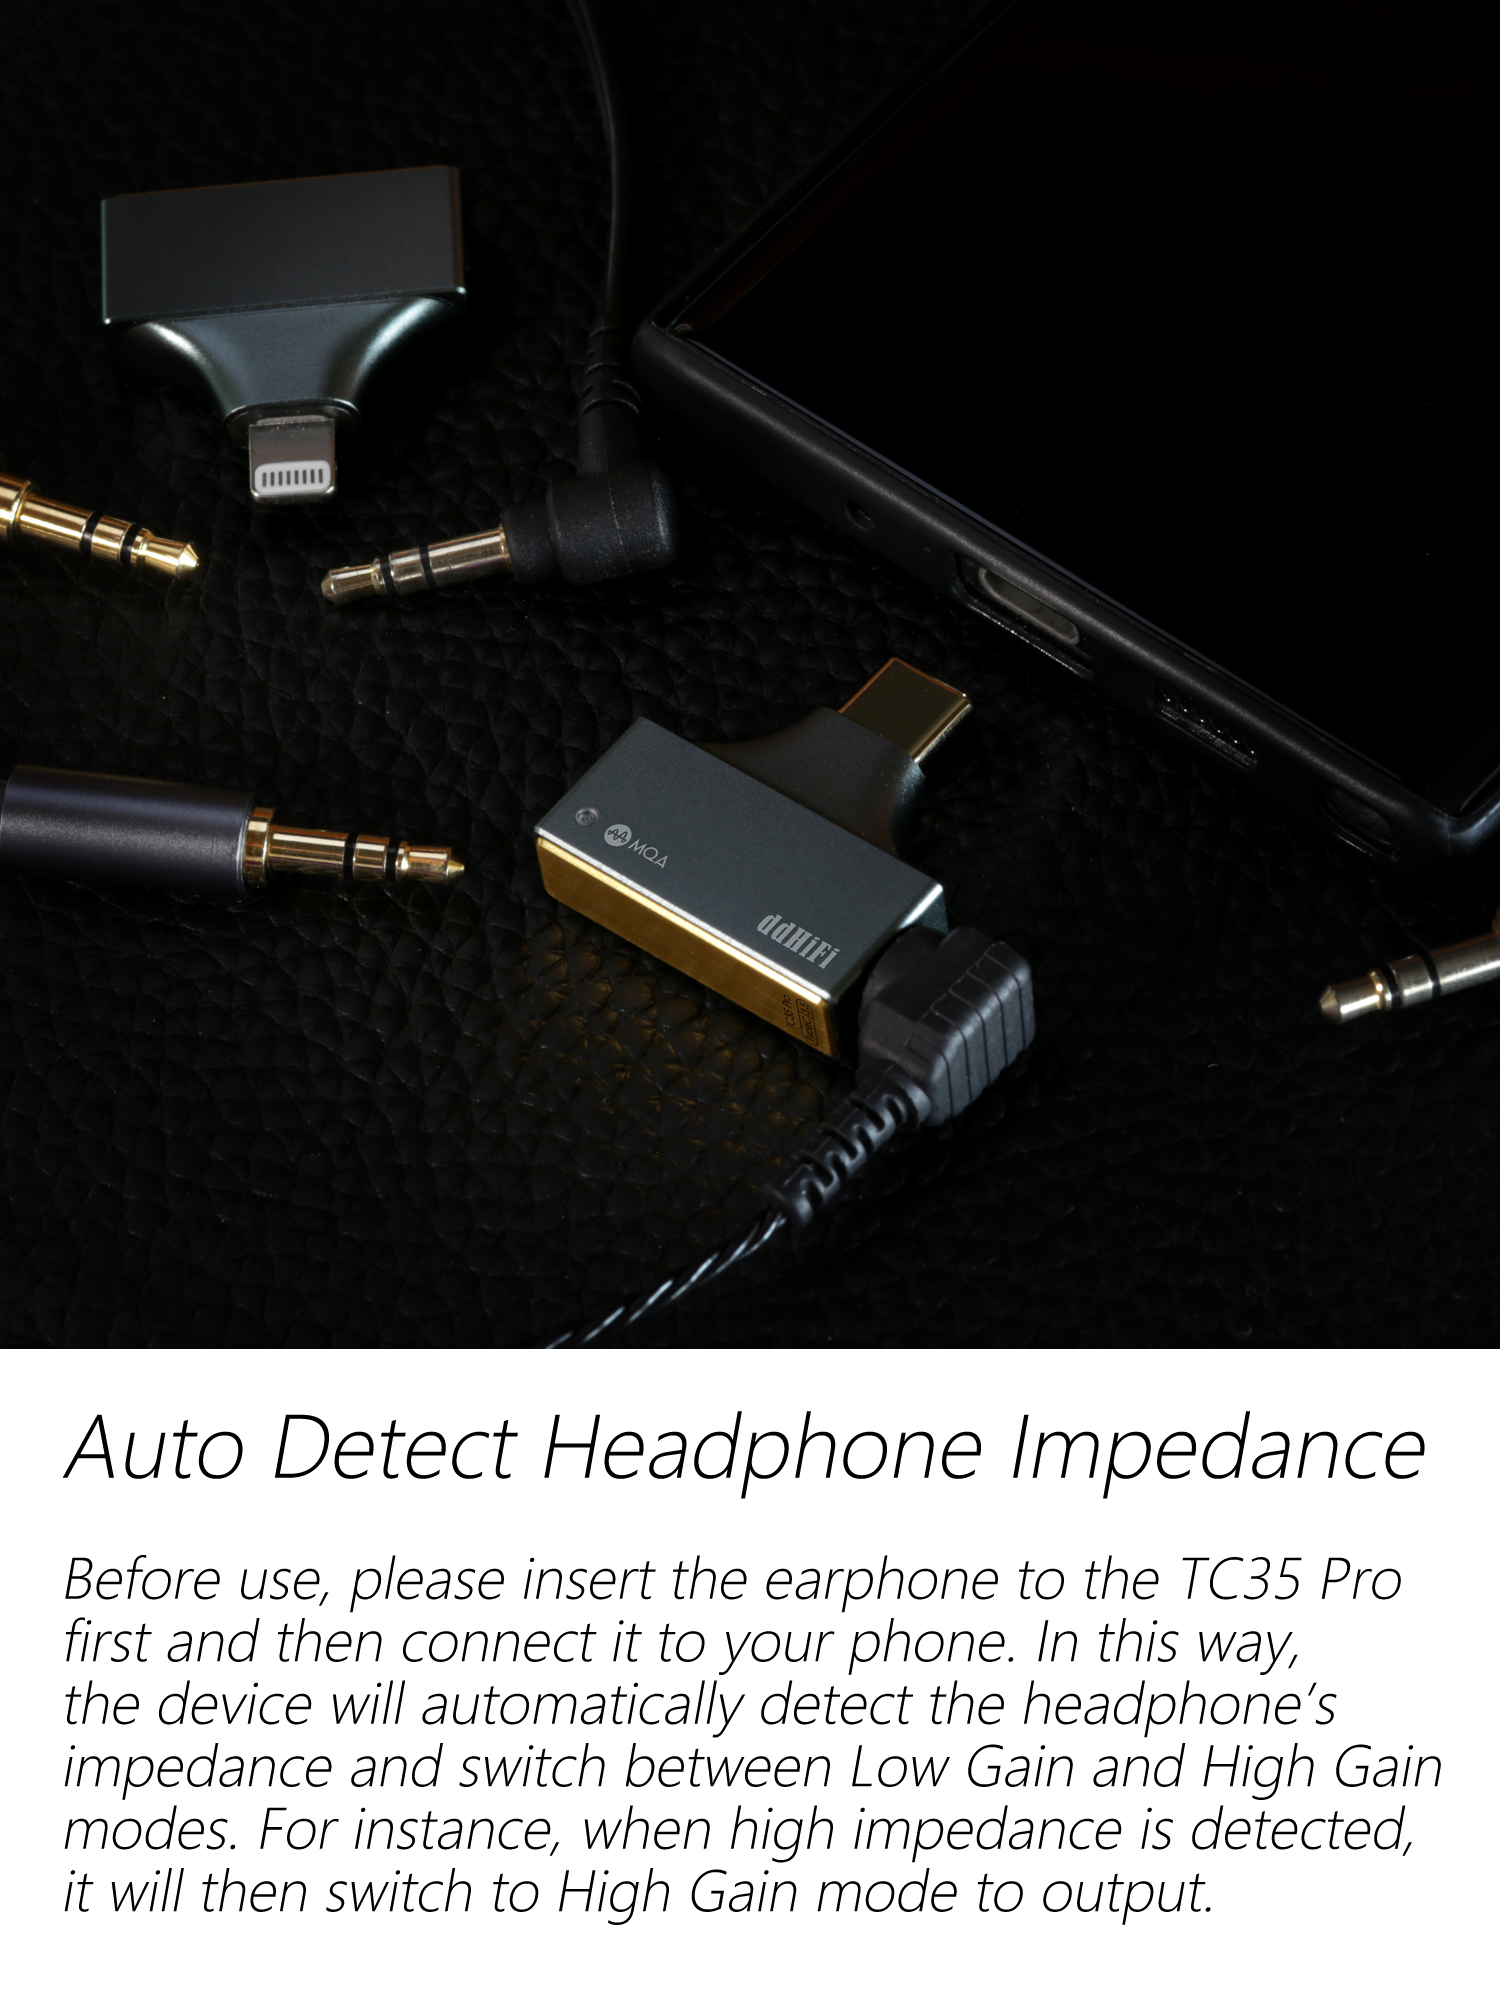 MQA
ddHiFi
TC35 Pro
Auto Detect Headphone Impedance
Before use, please insert the earphone to the TC35 Pro
first and then connect it to your phone. In this way,
the device will automatically detect the headphone’s
impedance and switch between Low Gain and High Gain
modes. For instance, when high impedance is detected,
it will then switch to High Gain mode to output.